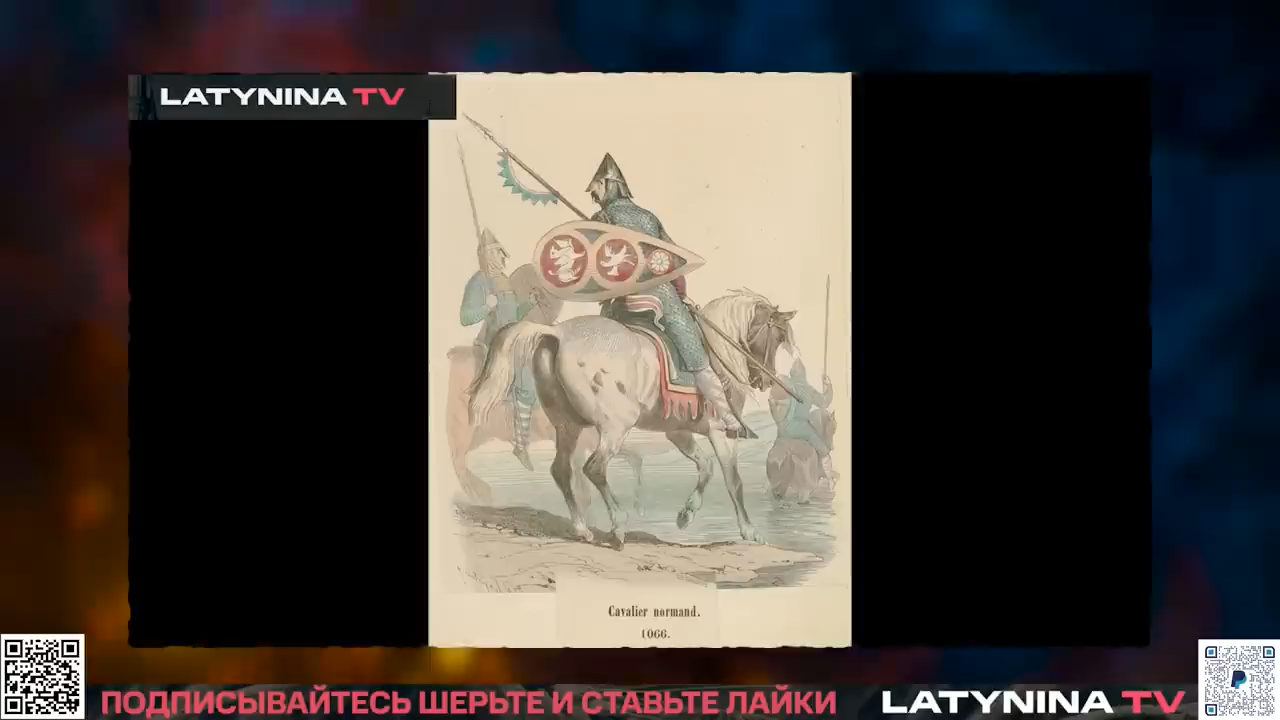 LATYNINA TV
Cavalier normand.
1066.
ПОДПИСЫВАЙТЕСЬ ШЕРЬТЕ И СТАВЬТЕ ЛАЙКИ
LATYNINA TV